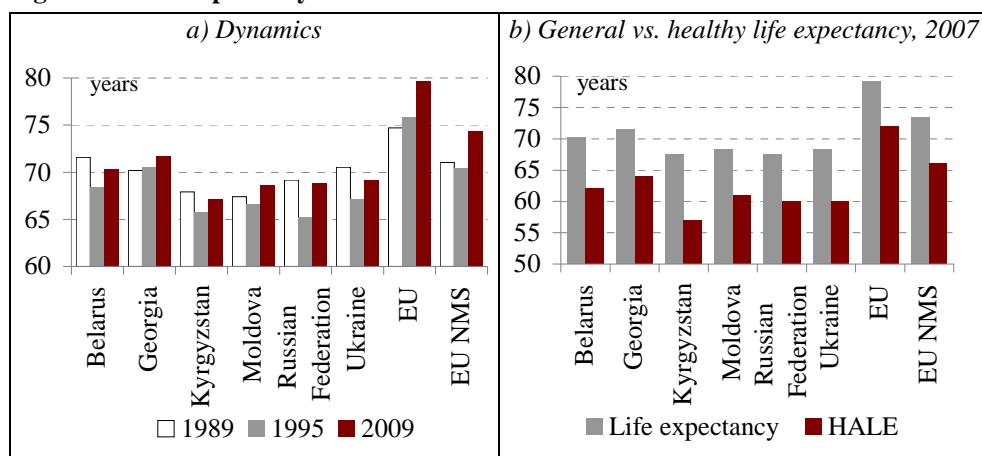 a) Dynamics
years
80
75
70
65
60
Belarus
Georgia
Kyrgyzstan
Moldova
Russian
Federation
Ukraine
EU
EU NMS
1989 1995 2009
b) General vs. healthy life expectancy, 2007
years
80
75
70
65
60
55
50
Belarus
Georgia
Kyrgyzstan
Moldova
Russian
Federation
Ukraine
EU
EU NMS
Life expectancy HALE